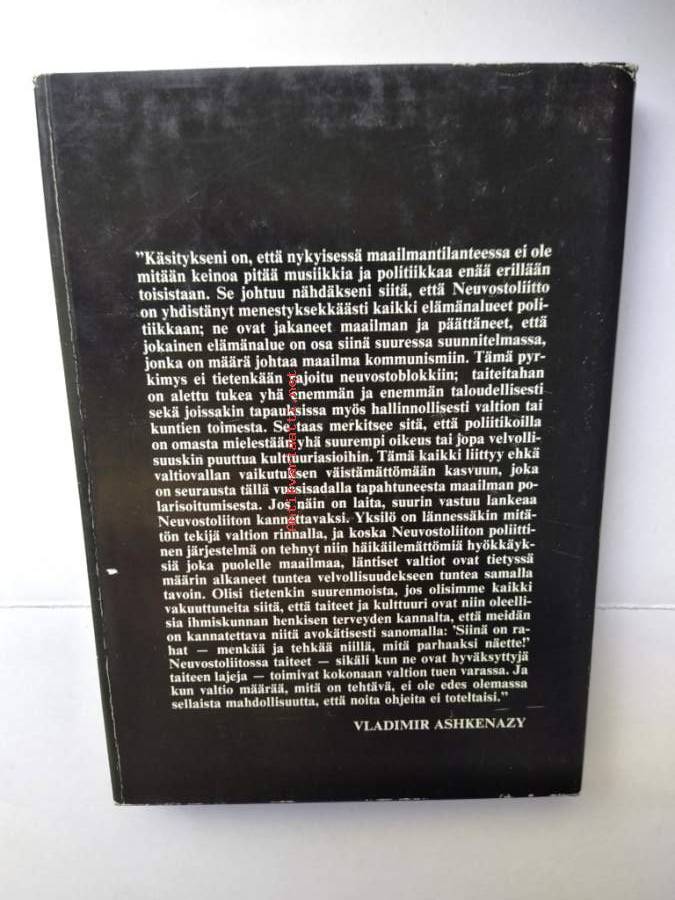 "Käsitykseni on, että nykyisessä maailmantilanteessa ei ole
mitään keinoa pitää musiikkia ja politiikkaa enää erillään
toisistaan. Se johtuu nähdäkseni siitä, että Neuvostoliitto
on yhdistänyt menestyksekkäästi kaikki elämänalueet poli-
tiikkaan; ne ovat jakaneet maailman ja päättäneet, että
jokainen elämänalue on osa siinä suuressa suunnitelmassa,
jonka on määrä johtaa maailma kommunismiin. Tämä pyr-
kimys ei tietenkään rajoitu neuvostoblokkiin; taiteitahan
on alettu tukea yhä enemmän ja enemmän taloudellisesti
sekä joissakin tapauksissa myös hallinnollisesti valtion tai
kuntien toimesta. Se taas merkitsee sitä, että poliitikoilla
on omasta mielestään yhä suurempi oikeus tai jopa velvolli-
suuskin puuttua kulttuuriasioihin. Tämä kaikki liittyy ehkä
valtiovallan vaikutuksen väistämättömään kasvuun, joka
on seurausta tällä vuosisadalla tapahtuneesta maailman po-
larisoitumisesta. Jos näin on laita, suurin vastuu lankeaa
Neuvostoliiton kannettavaksi. Yksilö on lännessäkin mitä-
tön tekijä valtion rinnalla, ja koska Neuvostoliiton poliitti-
nen järjestelmä on tehnyt niin häikäilemättömiä hyökkäyk-
siä joka puolelle maailmaa, läntiset valtiot ovat tietyssä
määrin alkaneet tuntea velvollisuudekseen tuntea samalla
tavoin. Olisi tietenkin suurenmoista, jos olisimme kaikki
vakuuttuneita siitä, että taiteet ja kulttuuri ovat niin oleelli-
sia ihmiskunnan henkisen terveyden kannalta, että meidän
on kannatettava niitä avokätisesti sanomalla: 'Siinä on ra-
hat — menkää ja tehkää niillä, mitä parhaaksi näette!'
Neuvostoliitossa taiteet — sikäli kun ne ovat hyväksyttyjä
taiteen lajeja — toimivat kokonaan valtion tuen varassa. Ja
kun valtio määrää, mitä on tehtävä, ei ole edes olemassa
sellaista mahdollisuutta, että noita ohjeita ei toteltaisi."
VLADIMIR ASHKENAZY